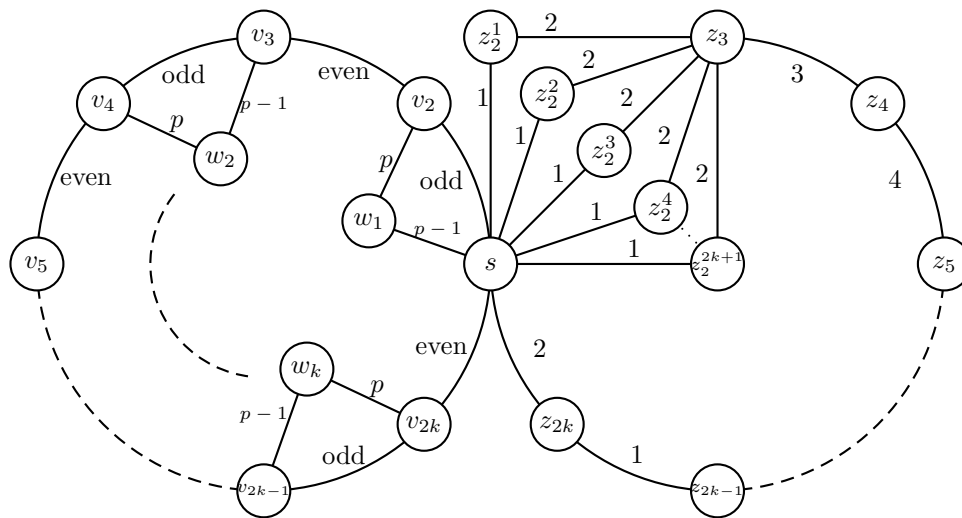 v_3
z_2^1
2
z_3
odd
even
2
3
v_4
v_2
1
z_2^2
2
z_4
p - 1
p
w_2
p
1
z_2^3
2
even
odd
1
z_2^4
2
4
w_1
p - 1
1
v_5
s
1
z_2^{2k+1}
z_5
w_k
even
2
p
p - 1
v_{2k}
z_{2k}
odd
1
v_{2k-1}
z_{2k-1}